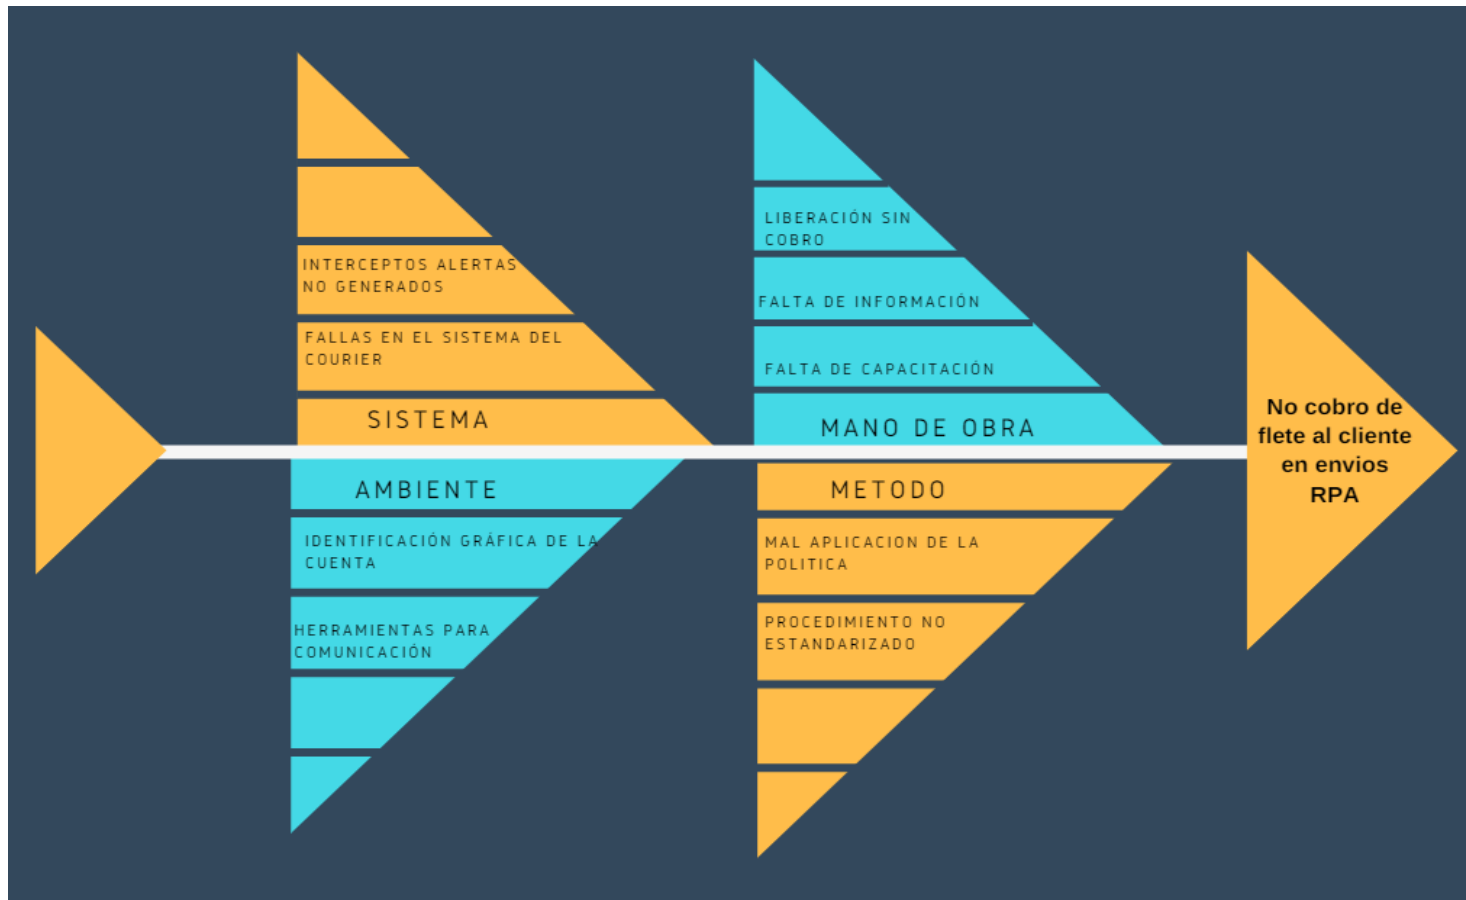 INTERCEPTOS ALERTAS
NO GENERADOS
FALLAS EN EL SISTEMA DEL
COURIER
SISTEMA
LIBERACIÓN SIN
COBRO
FALTA DE INFORMACIÓN
FALTA DE CAPACITACIÓN
MANO DE OBRA
AMBIENTE
IDENTIFICACIÓN GRÁFICA DE LA
CUENTA
HERRAMIENTAS PARA
COMUNICACIÓN
METODO
MAL APLICACION DE LA
POLITICA
PROCEDIMIENTO NO
ESTANDARIZADO
No cobro de
flete al cliente
en envios
RPA